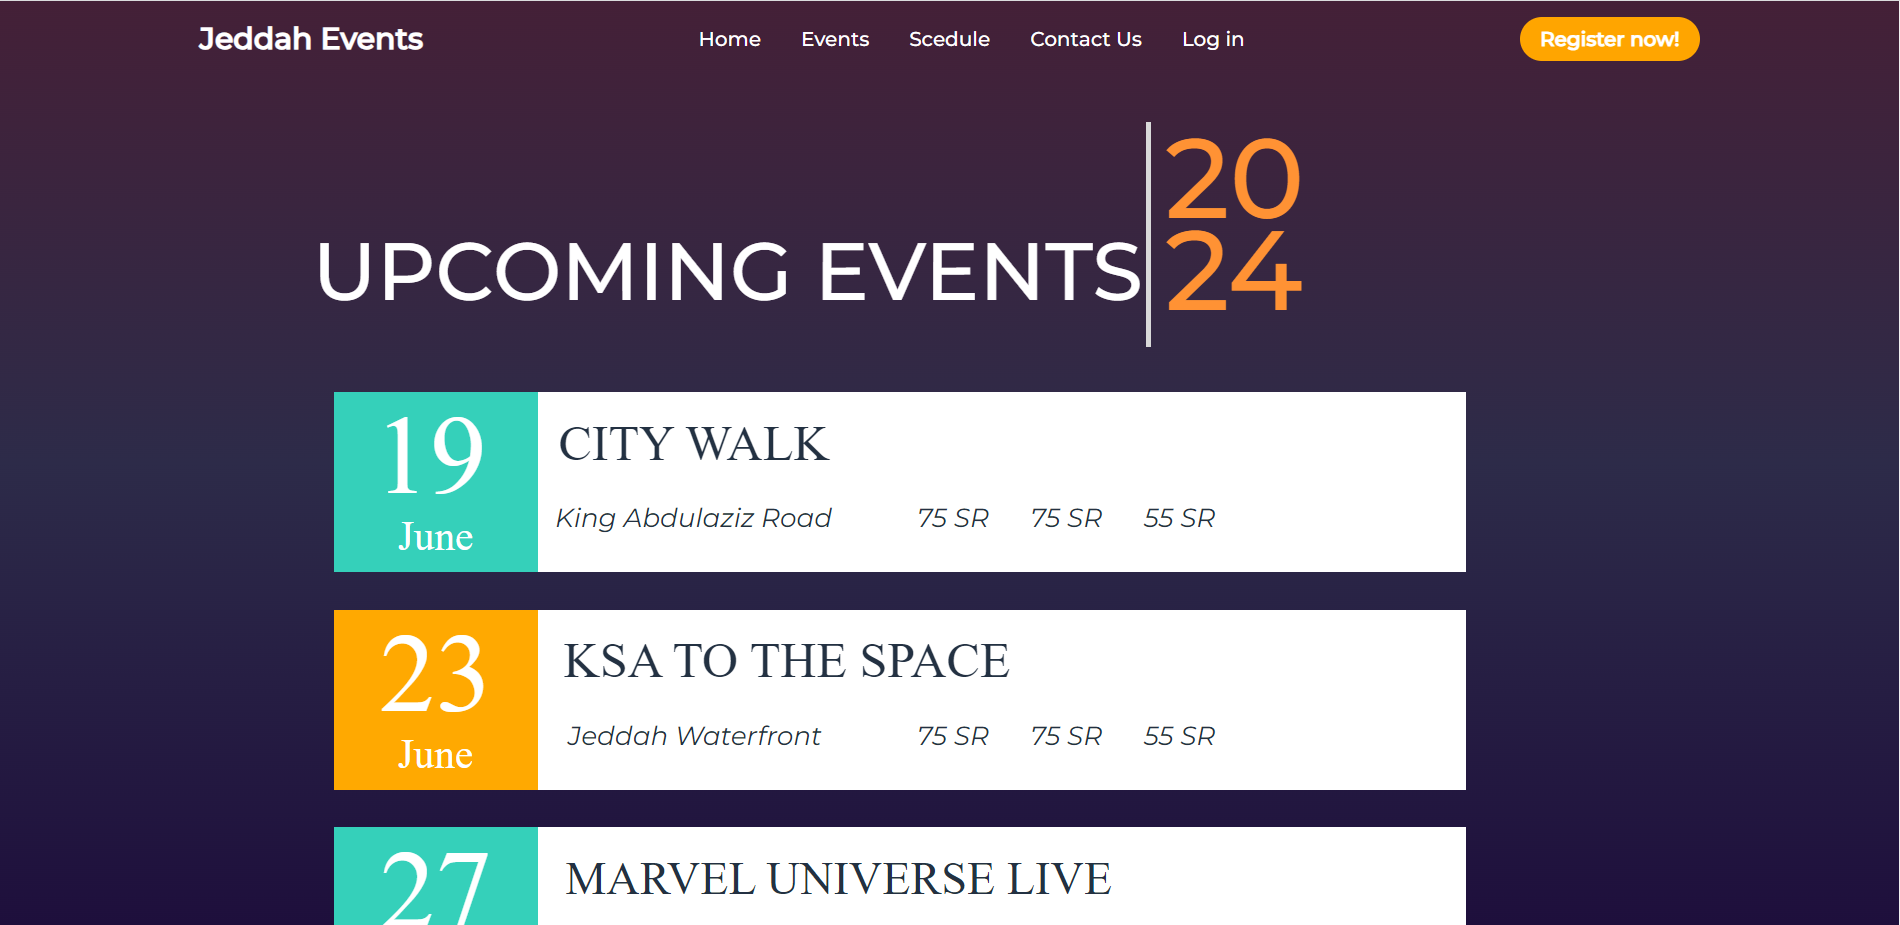 Jeddah Events
Home Events Scedule Contact Us Log in
Register now!
UPCOMING EVENTS
20
24
19
June
CITY WALK
King Abdulaziz Road 75 SR 75 SR 55 SR
23
June
KSA TO THE SPACE
Jeddah Waterfront 75 SR 75 SR 55 SR
27
MARVEL UNIVERSE LIVE